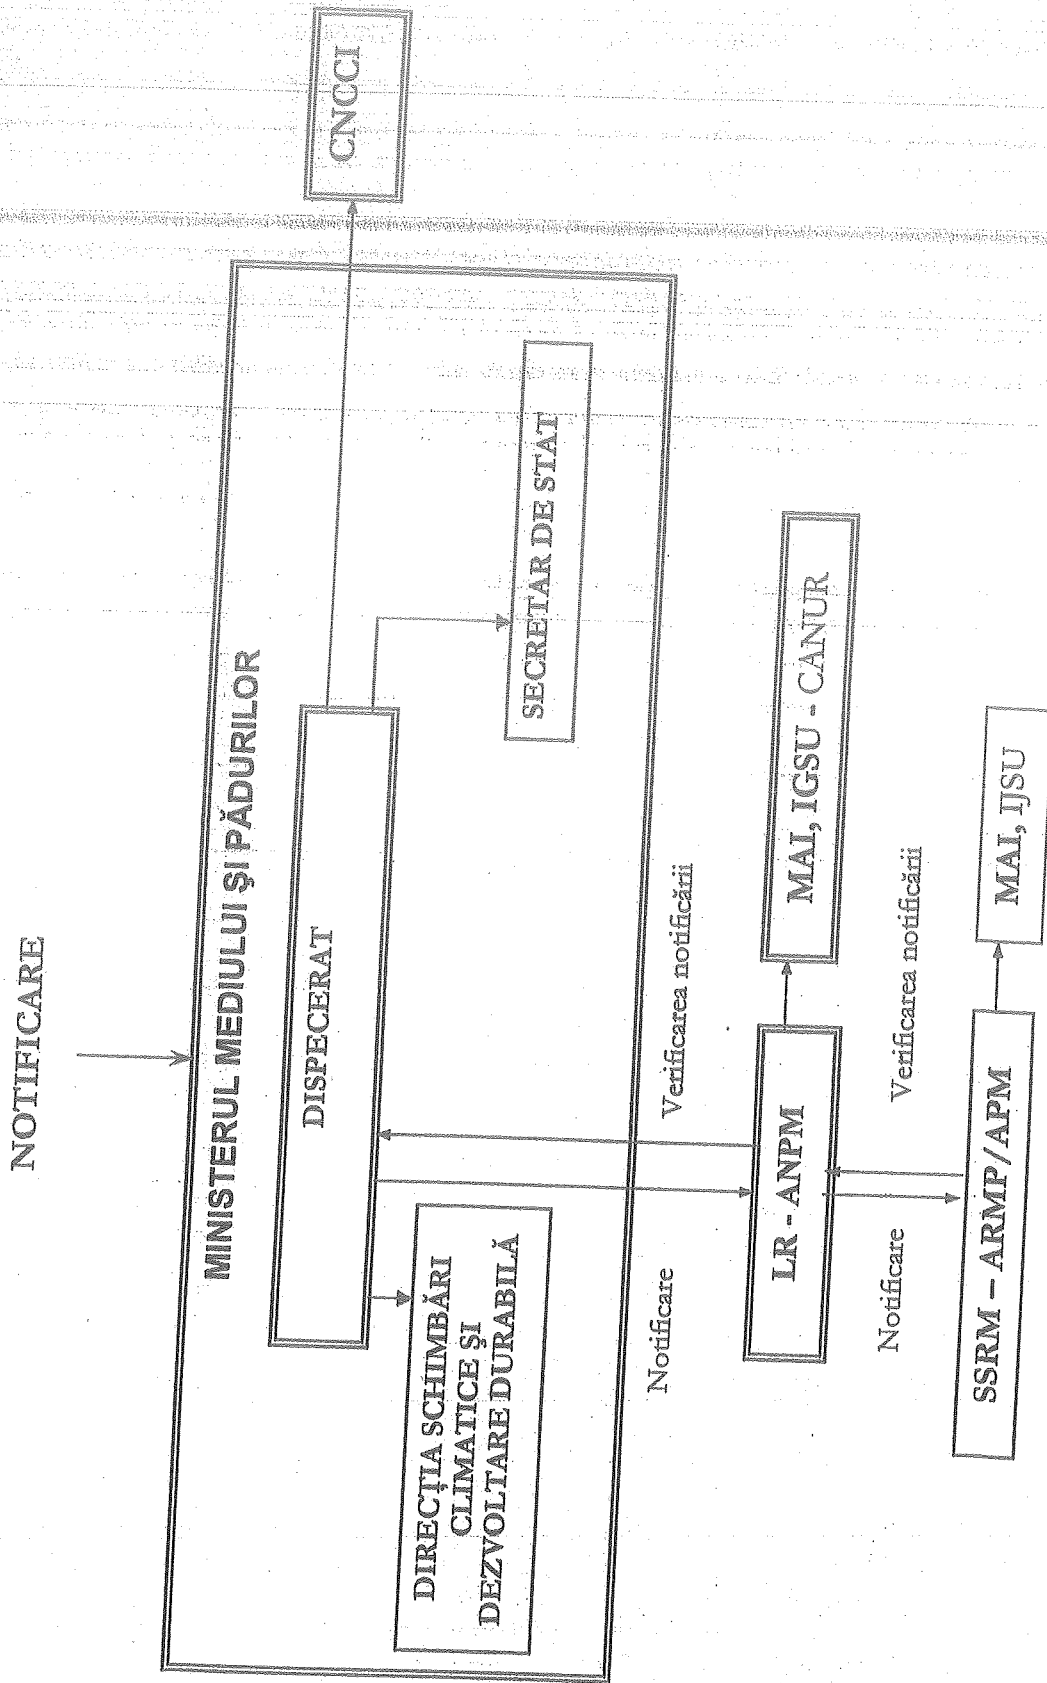 NOTIFICARE
MINISTERUL MEDIULUI ŞI PĂDURILOR
CNCCI
DISPECERAT
DIRECŢIA SCHIMBĂRI
CLIMATICE ŞI
DEZVOLTARE DURABILĂ
SECRETAR DE STAT
Notificare
Verificarea notificării
LR - ANPM
MAI, IGSU - CANUR
Notificare
Verificarea notificării
SSRM – ARMP/APM
MAI, IJSU